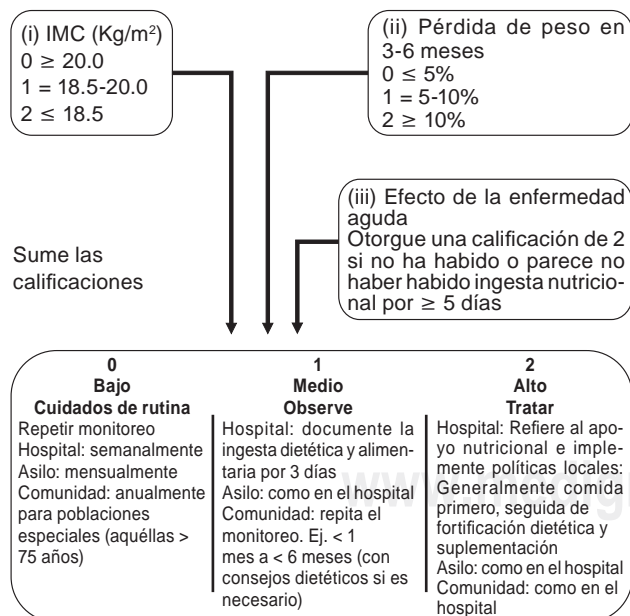 (i) IMC (Kg/m²)
0 ≥ 20.0
1 = 18.5-20.0
2 ≤ 18.5
(ii) Pérdida de peso en
3-6 meses
0 ≤ 5%
1 = 5-10%
2 ≥ 10%
(iii) Efecto de la enfermedad
aguda
Otorgue una calificación de 2
si no ha habido o parece no
haber habido ingesta nutricio-
nal por ≥ 5 días
Sume las
calificaciones
0
Bajo
Cuidados de rutina
Repetir monitoreo
Hospital: semanalmente
Asilo: mensualmente
Comunidad: anualmente
para poblaciones
especiales (aquéllas >
75 años)
1
Medio
Observe
Hospital: documente la
ingesta dietética y alimen-
taria por 3 días
Asilo: como en el hospital
Comunidad: repita el
monitoreo. Ej. < 1
mes a < 6 meses (con
consejos dietéticos si es
necesario)
2
Alto
Tratar
Hospital: Refiere al apo-
yo nutricional e imple-
mente políticas locales:
Generalmente comida
primero, seguida de
fortificación dietética y
suplementación
Asilo: como en el hospital
Comunidad: como en el
hospital